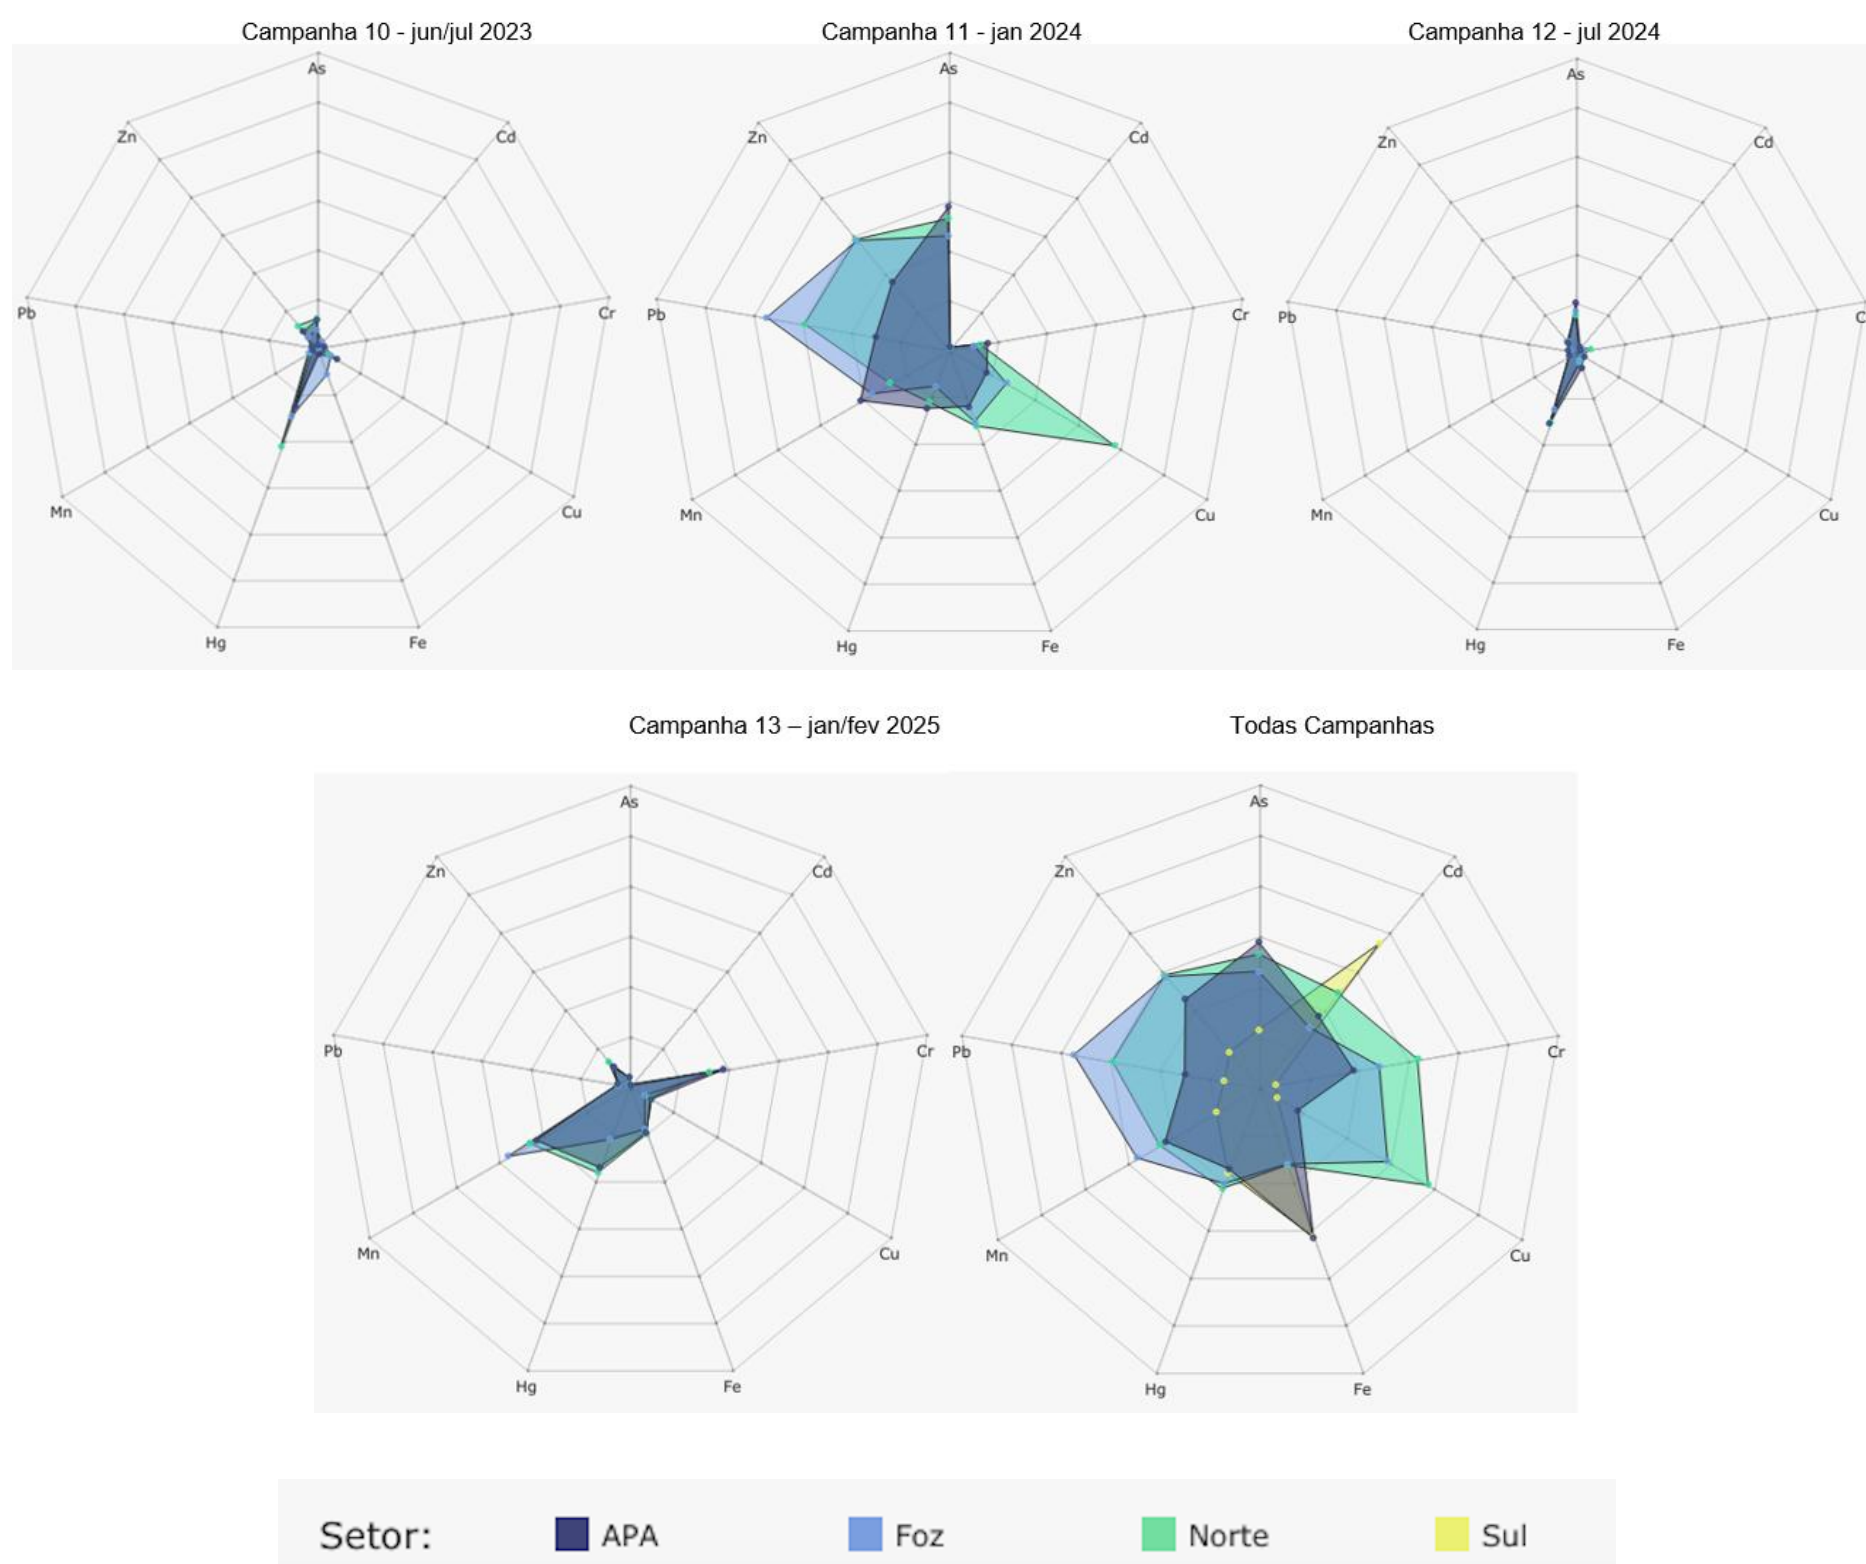 Campanha 10 - jun/jul 2023
Campanha 11 - jan 2024
Campanha 12 - jul 2024
As
Zn
Cd
Pb
Cr
Mn
Cu
Hg
Fe
As
Zn
Cd
Pb
Cr
Mn
Cu
Hg
Fe
As
Zn
Cd
Pb
C
Mn
Cu
Hg
Fe
Campanha 13 – jan/fev 2025
Todas Campanhas
As
Zn
Cd
Pb
Cr
Mn
Cu
Hg
Fe
As
Zn
Cd
Pb
Cr
Mn
Cu
Hg
Fe
Setor:
APA
Foz
Norte
Sul